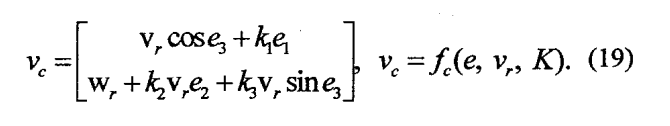 v_c = [ v_r cos e_3 + k_1 e_1
w_r + k_2 v_r e_2 + k_3 v_r sin e_3 ], v_c = f_c(e, v_r, K). (19)